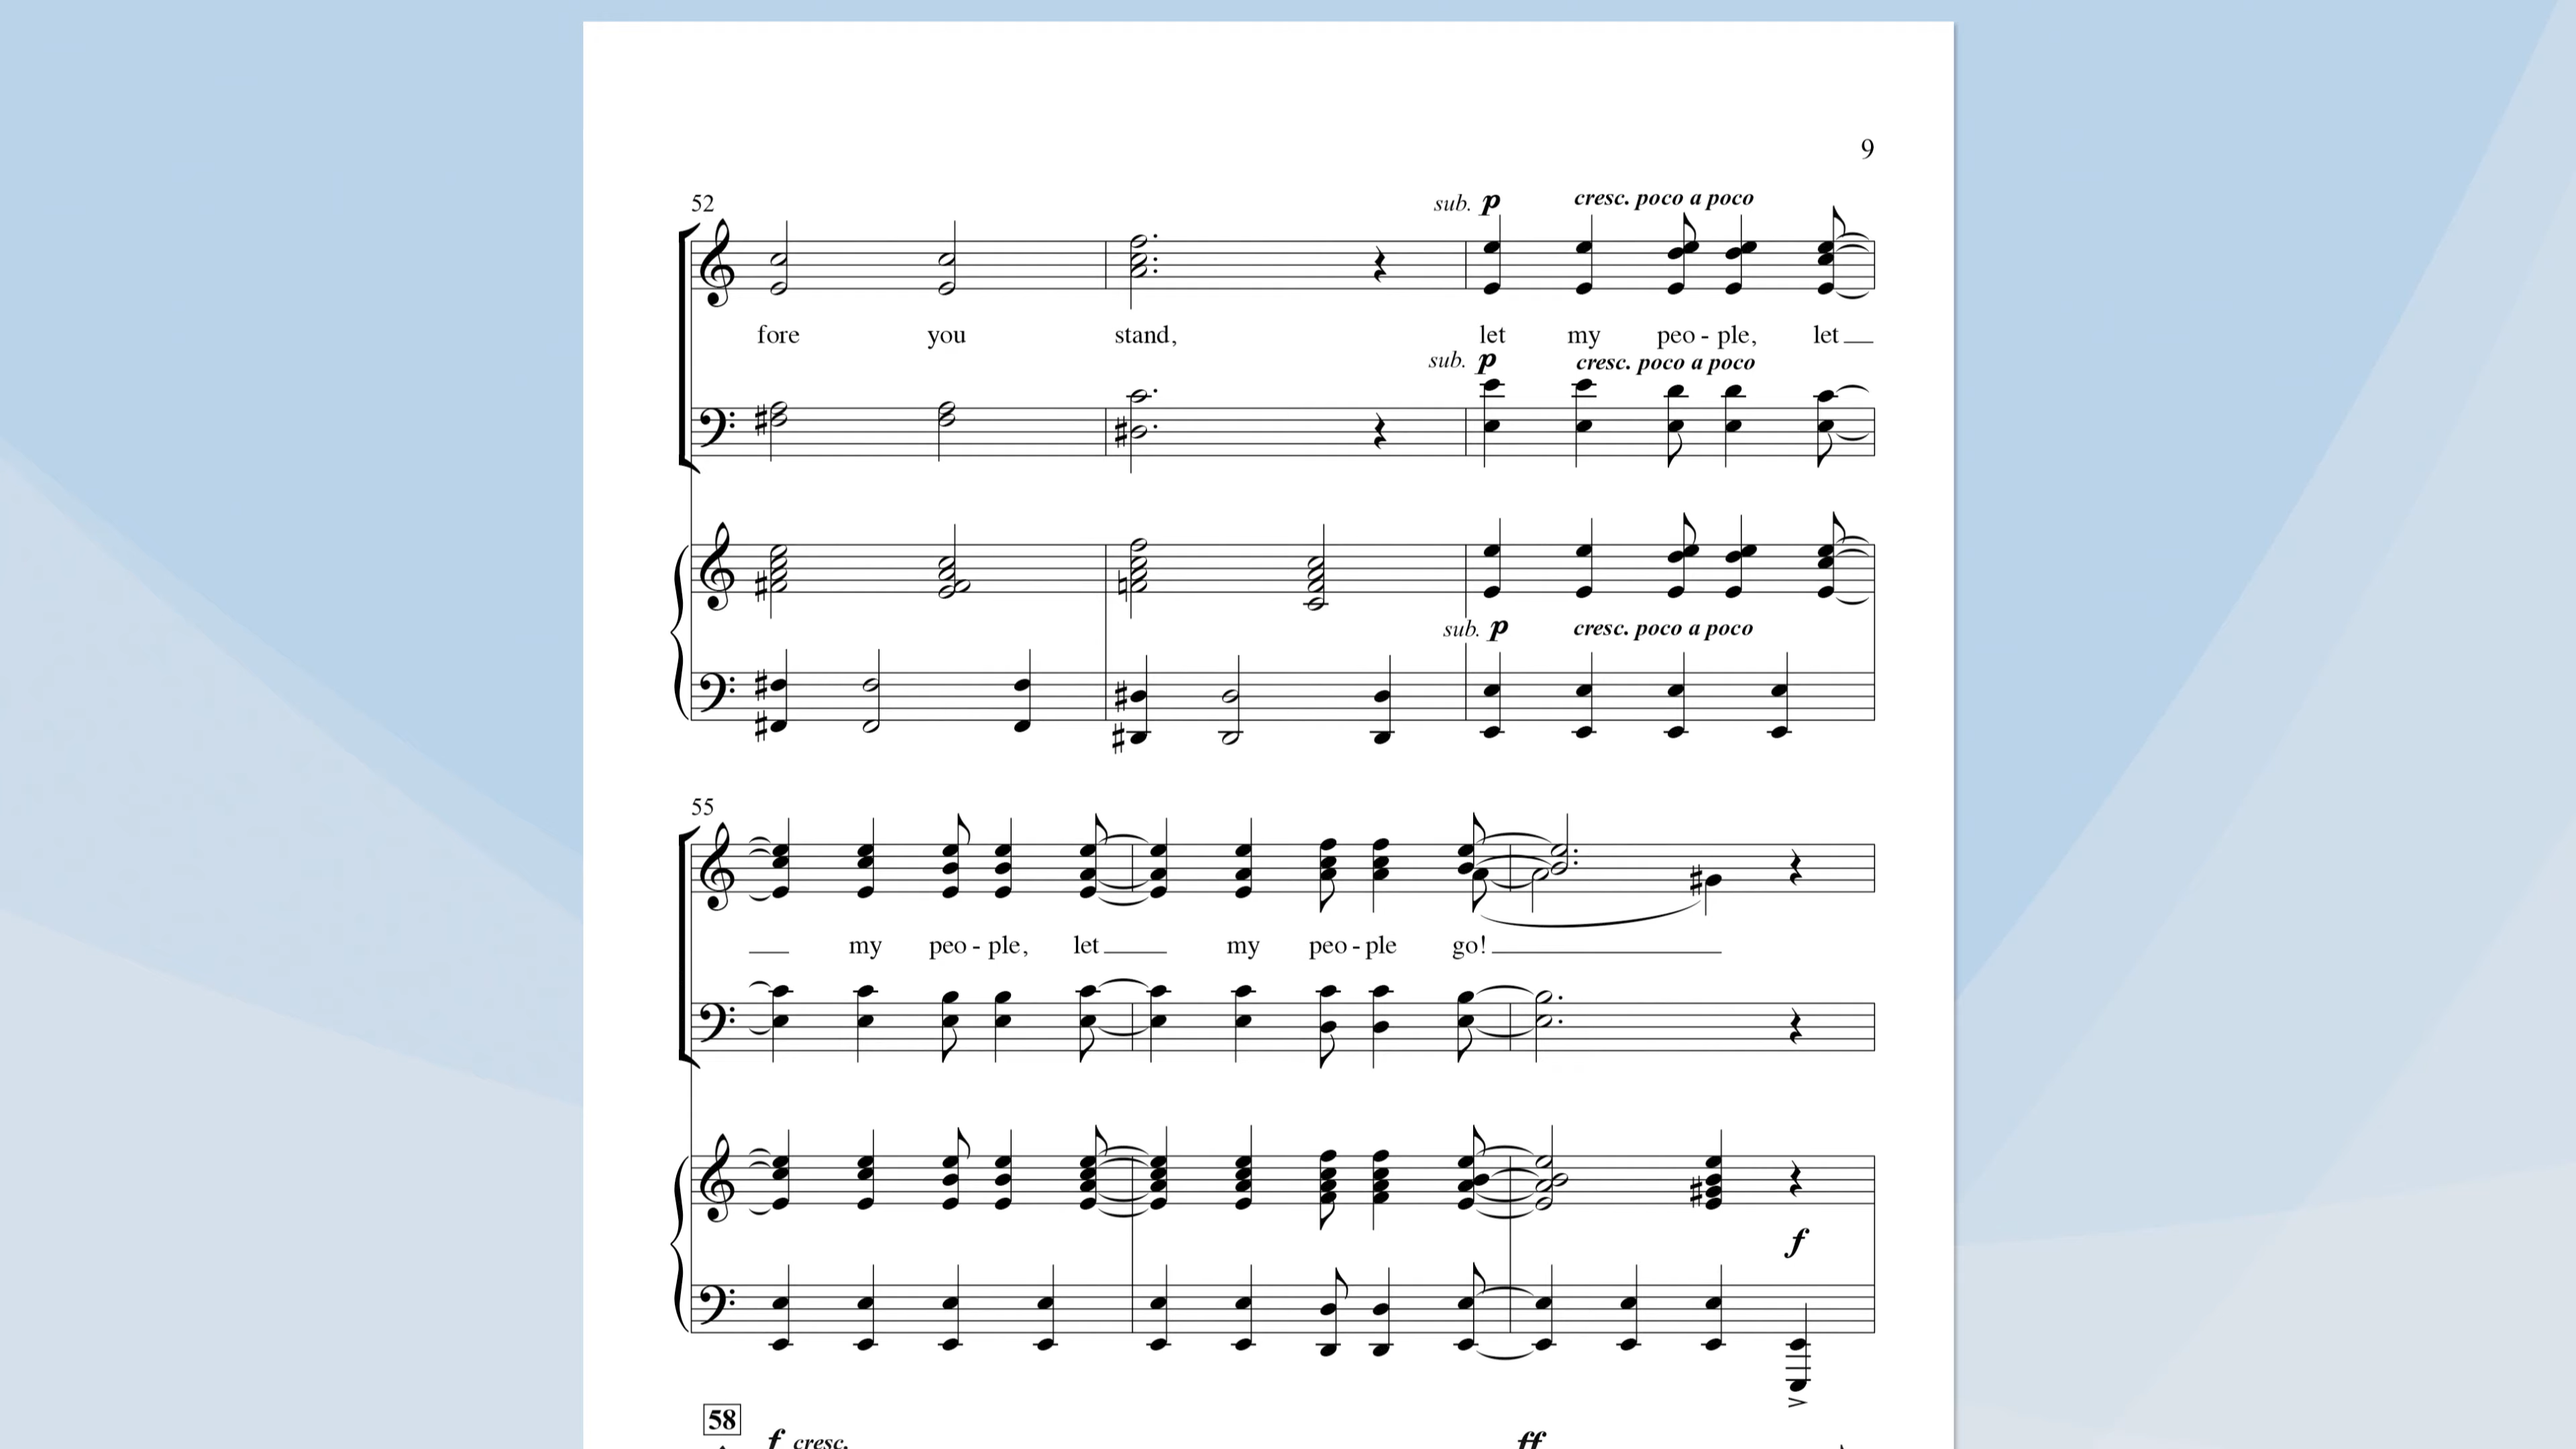 9
52
sub. p cresc. poco a poco
fore you stand, let my peo - ple, let
sub. p cresc. poco a poco
sub. p cresc. poco a poco
55
my peo - ple, let my peo - ple go!
f
58
f cresc. ff